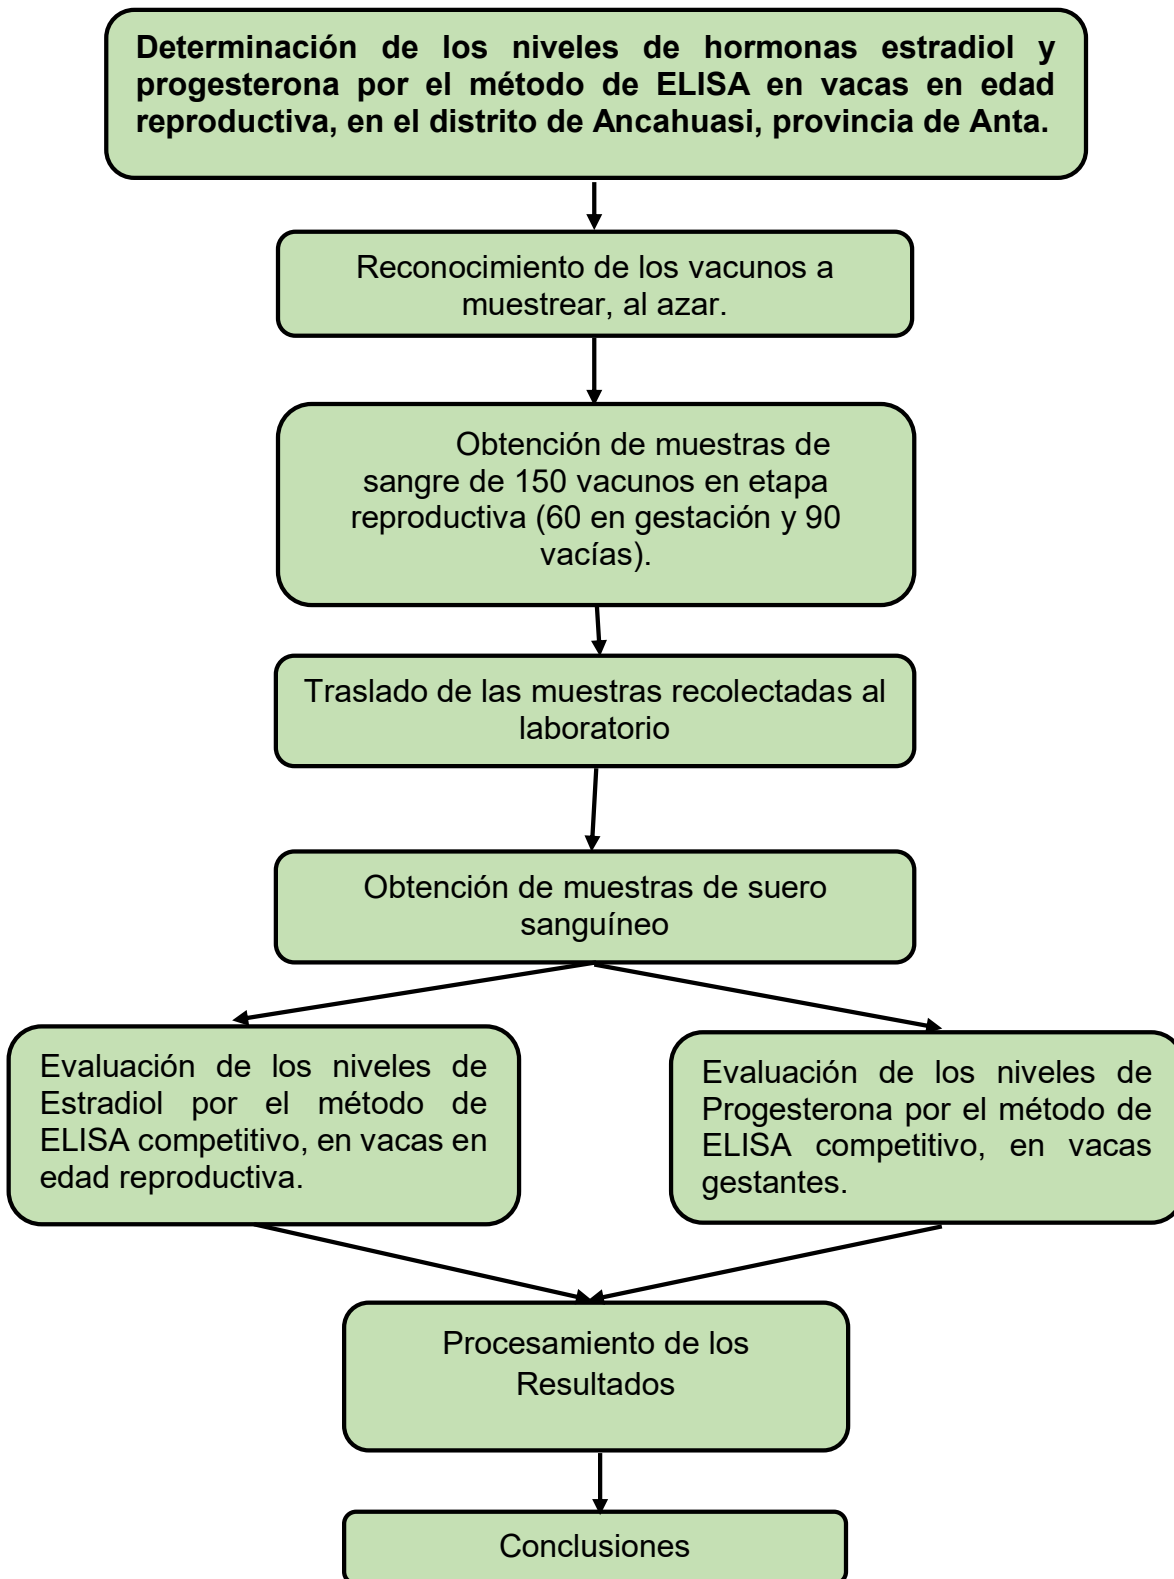 Determinación de los niveles de hormonas estradiol y
progesterona por el método de ELISA en vacas en edad
reproductiva, en el distrito de Ancahuasi, provincia de Anta.
Reconocimiento de los vacunos a
muestrear, al azar.
Obtención de muestras de
sangre de 150 vacunos en etapa
reproductiva (60 en gestación y 90
vacías).
Traslado de las muestras recolectadas al
laboratorio
Obtención de muestras de suero
sanguíneo
Evaluación de los niveles de
Estradiol por el método de
ELISA competitivo, en vacas en
edad reproductiva.
Evaluación de los niveles de
Progesterona por el método de
ELISA competitivo, en vacas
gestantes.
Procesamiento de los
Resultados
Conclusiones